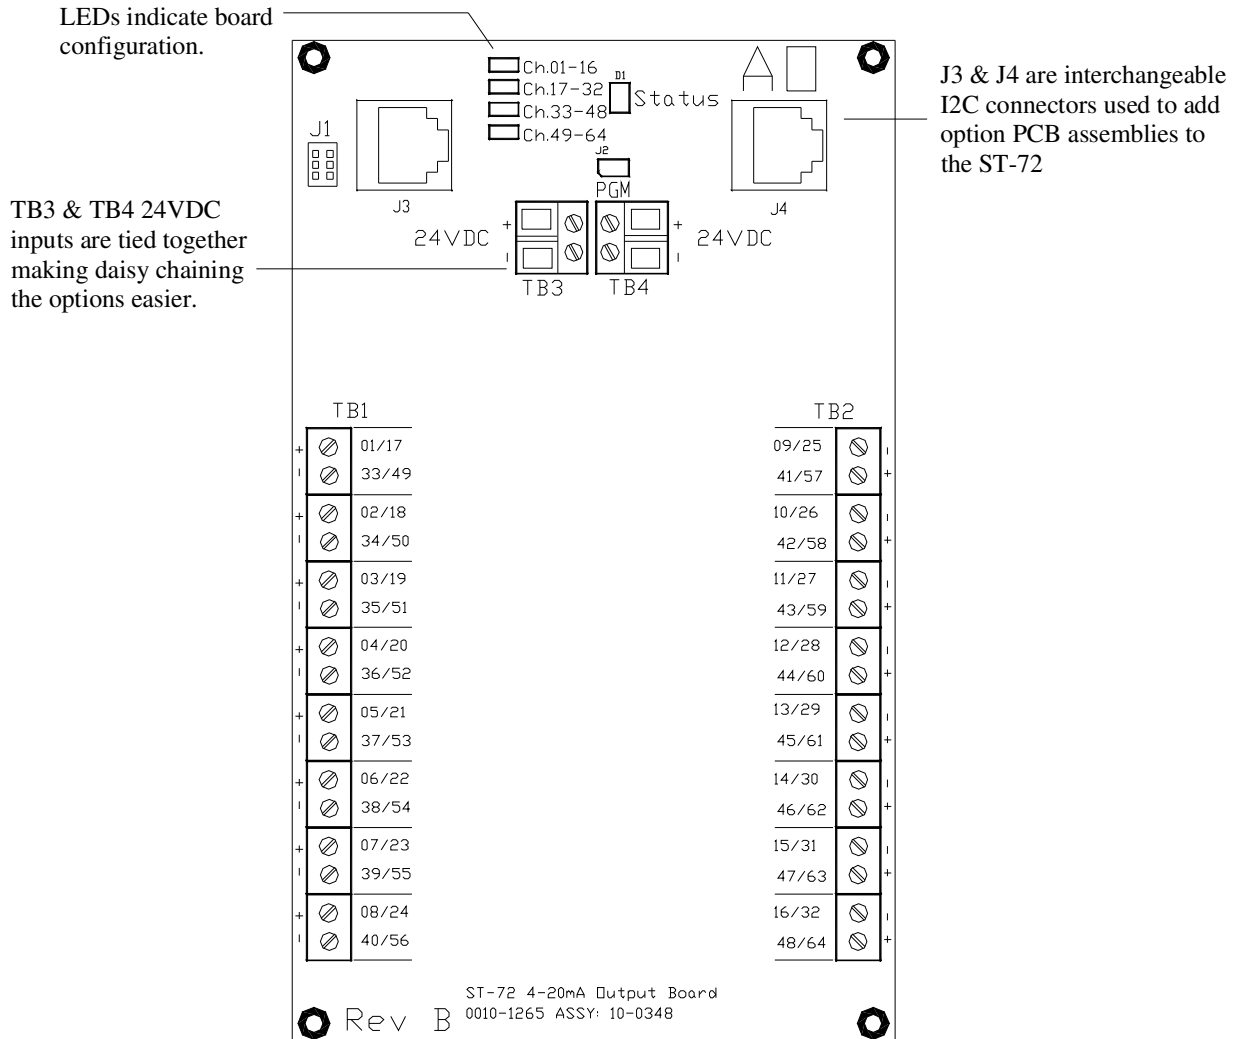 LEDs indicate board
configuration.
Ch.01-16
Ch.17-32
Ch.33-48
Ch.49-64
D1
Status
J3 & J4 are interchangeable
I2C connectors used to add
option PCB assemblies to
the ST-72
J1
J2
PGM
J3
J4
TB3 & TB4 24VDC
inputs are tied together
making daisy chaining
the options easier.
24VDC
+
-
+
-
24VDC
TB3
TB4
TB1
+ 01/17
- 33/49
+ 02/18
- 34/50
+ 03/19
- 35/51
+ 04/20
- 36/52
+ 05/21
- 37/53
+ 06/22
- 38/54
+ 07/23
- 39/55
+ 08/24
- 40/56
TB2
09/25 -
41/57 +
10/26 -
42/58 +
11/27 -
43/59 +
12/28 -
44/60 +
13/29 -
45/61 +
14/30 -
46/62 +
15/31 -
47/63 +
16/32 -
48/64 +
ST-72 4-20mA Output Board
Rev B 0010-1265 ASSY: 10-0348